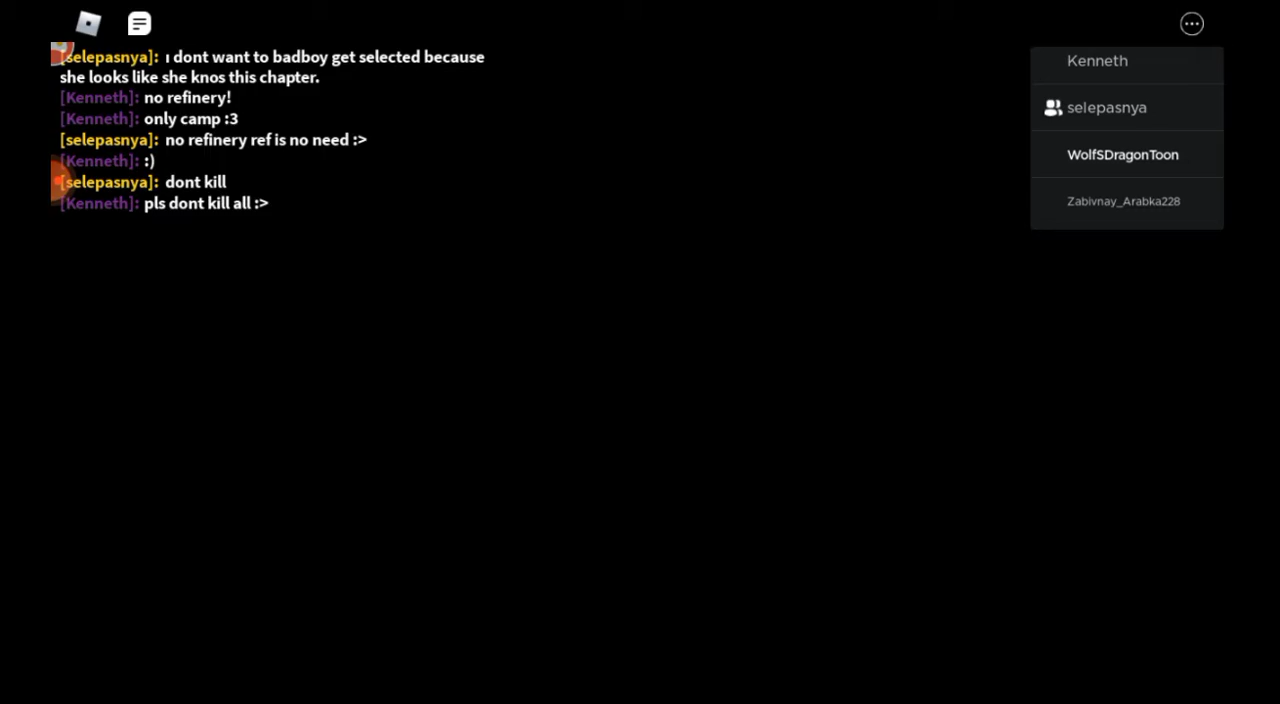 [selepasnya]: ı dont want to badboy get selected because
she looks like she knos this chapter.
[Kenneth]: no refinery!
[Kenneth]: only camp :3
[selepasnya]: no refinery ref is no need :>
[Kenneth]: :)
[selepasnya]: dont kill
[Kenneth]: pls dont kill all :>
Kenneth
selepasnya
WolfSDragonToon
Zabivnay_Arabka228